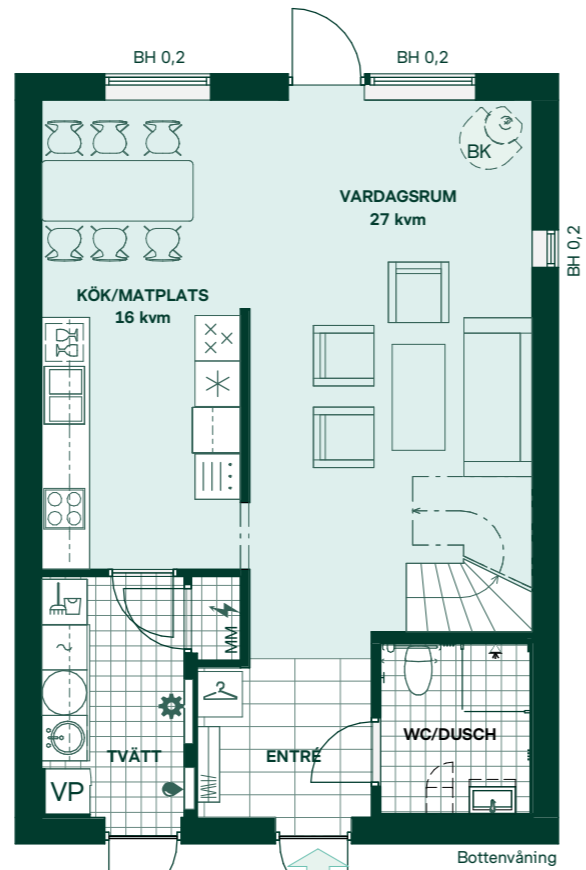 BH 0,2
BH 0,2
BK
VARDAGSRUM
27 kvm
BH 0,2
KÖK/MATPLATS
16 kvm
MM
WC/DUSCH
TVÄTT
ENTRÉ
VP
Bottenvåning